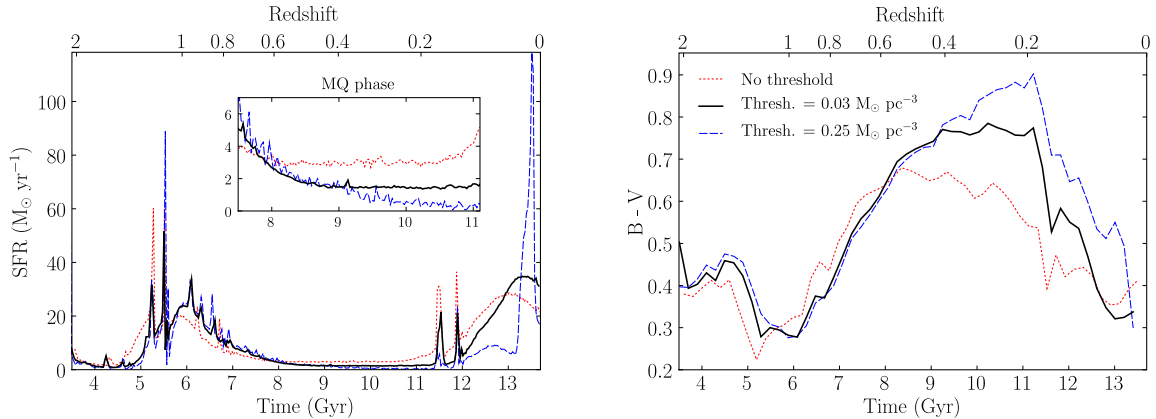 Redshift
2 1 0.8 0.6 0.4 0.2 0
SFR (M⊙ yr⁻¹)
100
80
60
40
20
0
MQ phase
6
4
2
0
8 9 10 11
4 5 6 7 8 9 10 11 12 13
Time (Gyr)
Redshift
2 1 0.8 0.6 0.4 0.2 0
B - V
0.9
0.8
0.7
0.6
0.5
0.4
0.3
0.2
No threshold
Thresh. = 0.03 M⊙ pc⁻³
Thresh. = 0.25 M⊙ pc⁻³
4 5 6 7 8 9 10 11 12 13
Time (Gyr)